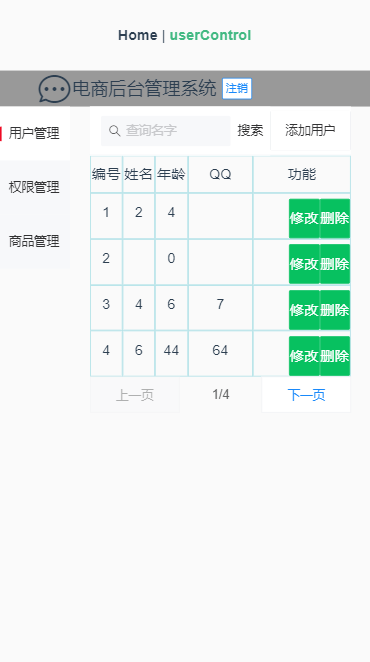 Home | userControl
电商后台管理系统 注销
用户管理
权限管理
商品管理
查询名字 搜索 添加用户
编号 姓名 年龄 QQ 功能
1 2 4 修改 删除
2 0 修改 删除
3 4 6 7 修改 删除
4 6 44 64 修改 删除
上一页 1/4 下一页